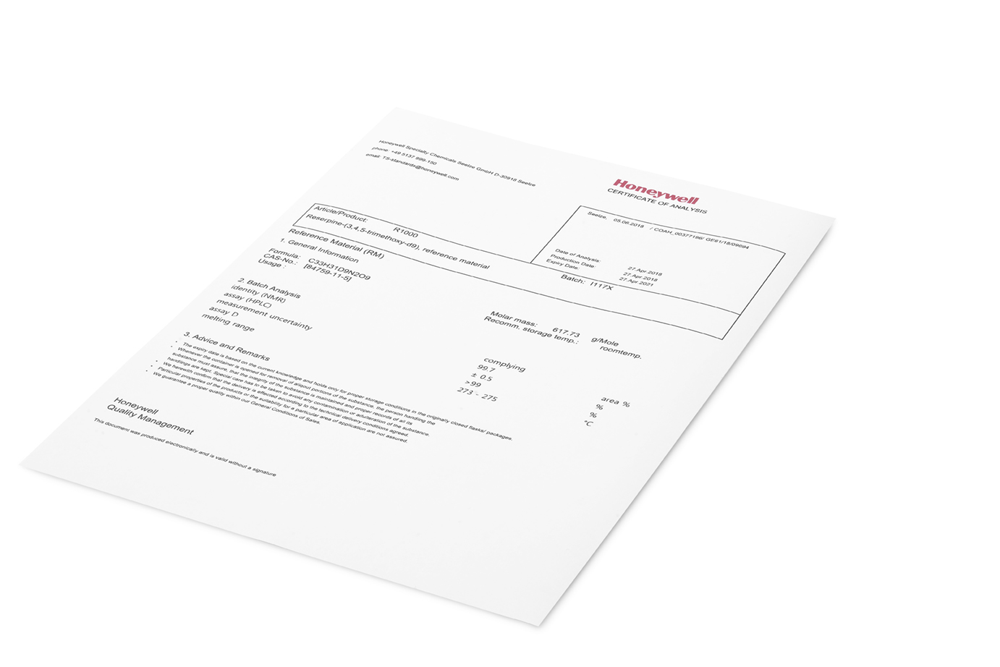 Honeywell Specialty Chemicals Seelze GmbH D-30918 Seelze
phone: +49 5137 999-150
email: TS-standards@honeywell.com
Honeywell
CERTIFICATE OF ANALYSIS
Seelze, 05.06.2018 / COAH_00377196/ GE61/18/09694
Date of Analysis: 27.Apr.2018
Production Date: 27.Apr.2018
Expiry Date: 27.Apr.2021
Article/Product: R1000
Batch: I117X
Reserpine-(3,4,5-trimethoxy-d9), reference material
Reference Material (RM)
1. General Information
Formula: C33H31D9N2O9 Molar mass: 617.73 g/Mole
CAS-No.: [84759-11-5] Recomm. storage temp.: roomtemp.
Usage :
2. Batch Analysis
identity (NMR) complying
assay (HPLC) 99.7 area %
measurement uncertainty ± 0.5 %
assay D >99 %
melting range 273 - 275 °C
3. Advice and Remarks
- The expiry date is based on the current knowledge and holds only for proper storage conditions in the originally closed flasks/ packages.
- Whenever the container is opened for removal of aliquot portions of the substance, the person handling the
substance must assure, that the integrity of the substance is maintained and proper records of all its
handlings are kept. Special care has to be taken to avoid any contamination or adulteration of the substance.
- We herewith confirm that the delivery is effected according to the technical delivery conditions agreed.
- Particular properties of the products or the suitability for a particular area of application are not assured.
- We guarantee a proper quality within our General Conditions of Sales.
Honeywell
Quality Management
This document was produced electronically and is valid without a signature